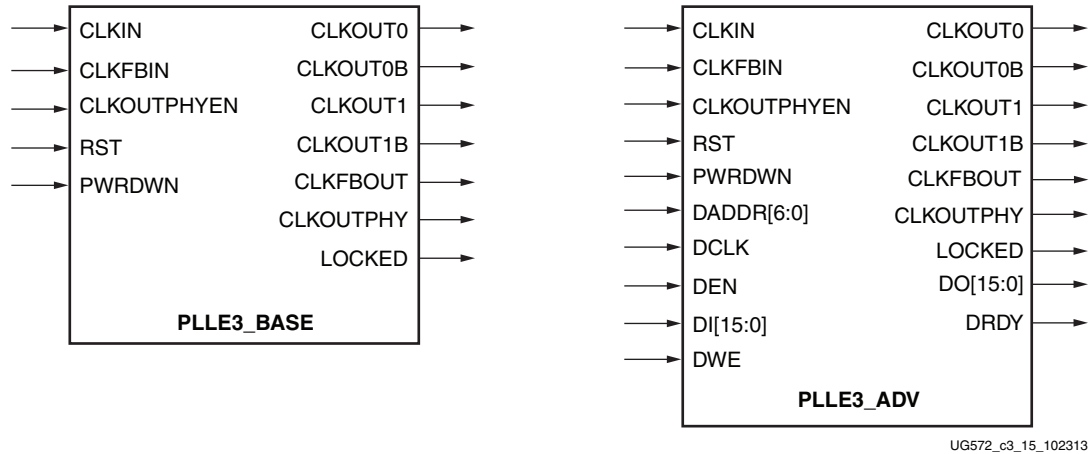 CLKIN
CLKFBIN
CLKOUTPHYEN
RST
PWRDWN
CLKOUT0
CLKOUT0B
CLKOUT1
CLKOUT1B
CLKFBOUT
CLKOUTPHY
LOCKED
PLLE3_BASE
CLKIN
CLKFBIN
CLKOUTPHYEN
RST
PWRDWN
DADDR[6:0]
DCLK
DEN
DI[15:0]
DWE
CLKOUT0
CLKOUT0B
CLKOUT1
CLKOUT1B
CLKFBOUT
CLKOUTPHY
LOCKED
DO[15:0]
DRDY
PLLE3_ADV
UG572_c3_15_102313